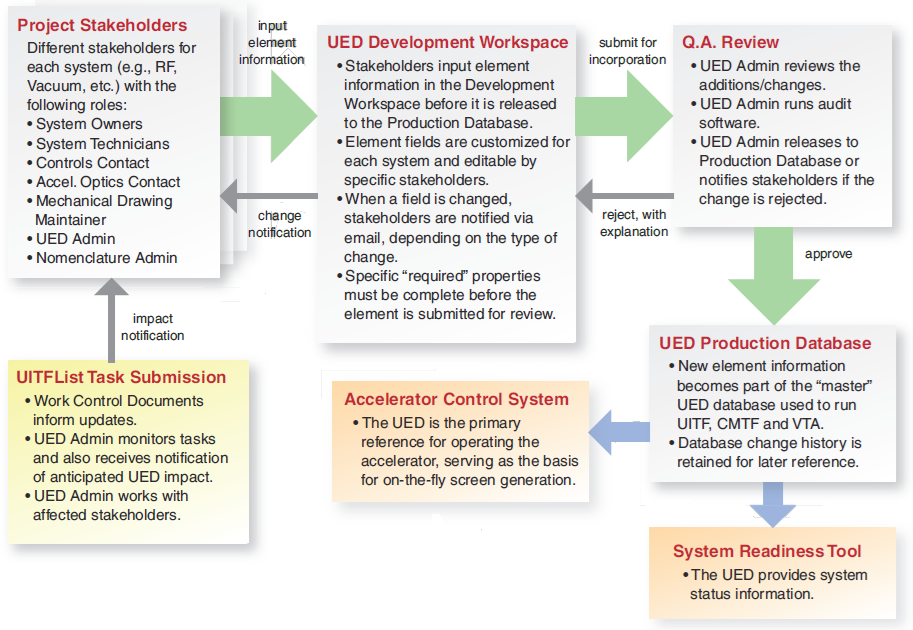 Project Stakeholders
Different stakeholders for
each system (e.g., RF,
Vacuum, etc.) with the
following roles:
• System Owners
• System Technicians
• Controls Contact
• Accel. Optics Contact
• Mechanical Drawing
Maintainer
• UED Admin
• Nomenclature Admin
input
element
information
change
notification
UED Development Workspace
• Stakeholders input element
information in the Development
Workspace before it is released
to the Production Database.
• Element fields are customized for
each system and editable by
specific stakeholders.
• When a field is changed,
stakeholders are notified via
email, depending on the type of
change.
• Specific “required” properties
must be complete before the
element is submitted for review.
submit for
incorporation
reject, with
explanation
Q.A. Review
• UED Admin reviews the
additions/changes.
• UED Admin runs audit
software.
• UED Admin releases to
Production Database or
notifies stakeholders if the
change is rejected.
approve
impact
notification
UITFList Task Submission
• Work Control Documents
inform updates.
• UED Admin monitors tasks
and also receives notification
of anticipated UED impact.
• UED Admin works with
affected stakeholders.
Accelerator Control System
• The UED is the primary
reference for operating the
accelerator, serving as the basis
for on-the-fly screen generation.
UED Production Database
• New element information
becomes part of the “master”
UED database used to run
UITF, CMTF and VTA.
• Database change history is
retained for later reference.
System Readiness Tool
• The UED provides system
status information.